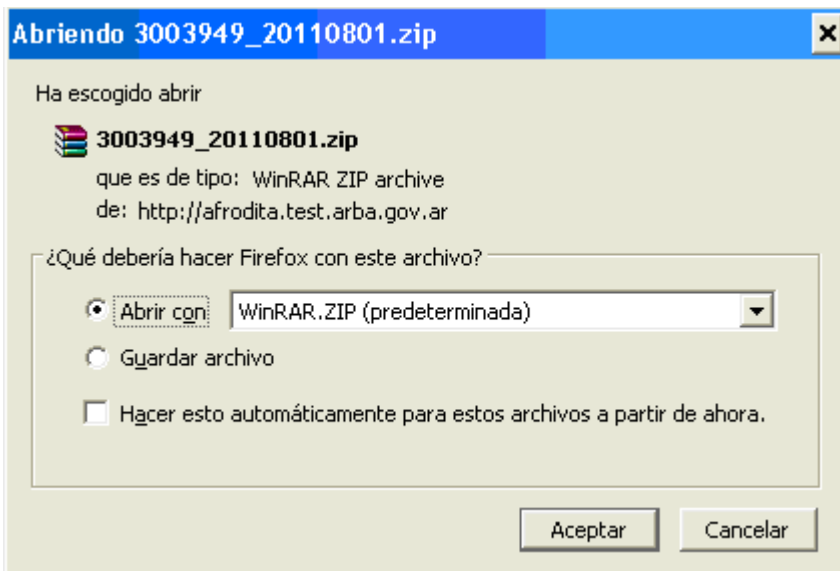 Abriendo 3003949_20110801.zip
Ha escogido abrir
3003949_20110801.zip
que es de tipo: WinRAR ZIP archive
de: http://afrodita.test.arba.gov.ar
¿Qué debería hacer Firefox con este archivo?
Abrir con WinRAR.ZIP (predeterminada)
Guardar archivo
Hacer esto automáticamente para estos archivos a partir de ahora.
Aceptar Cancelar